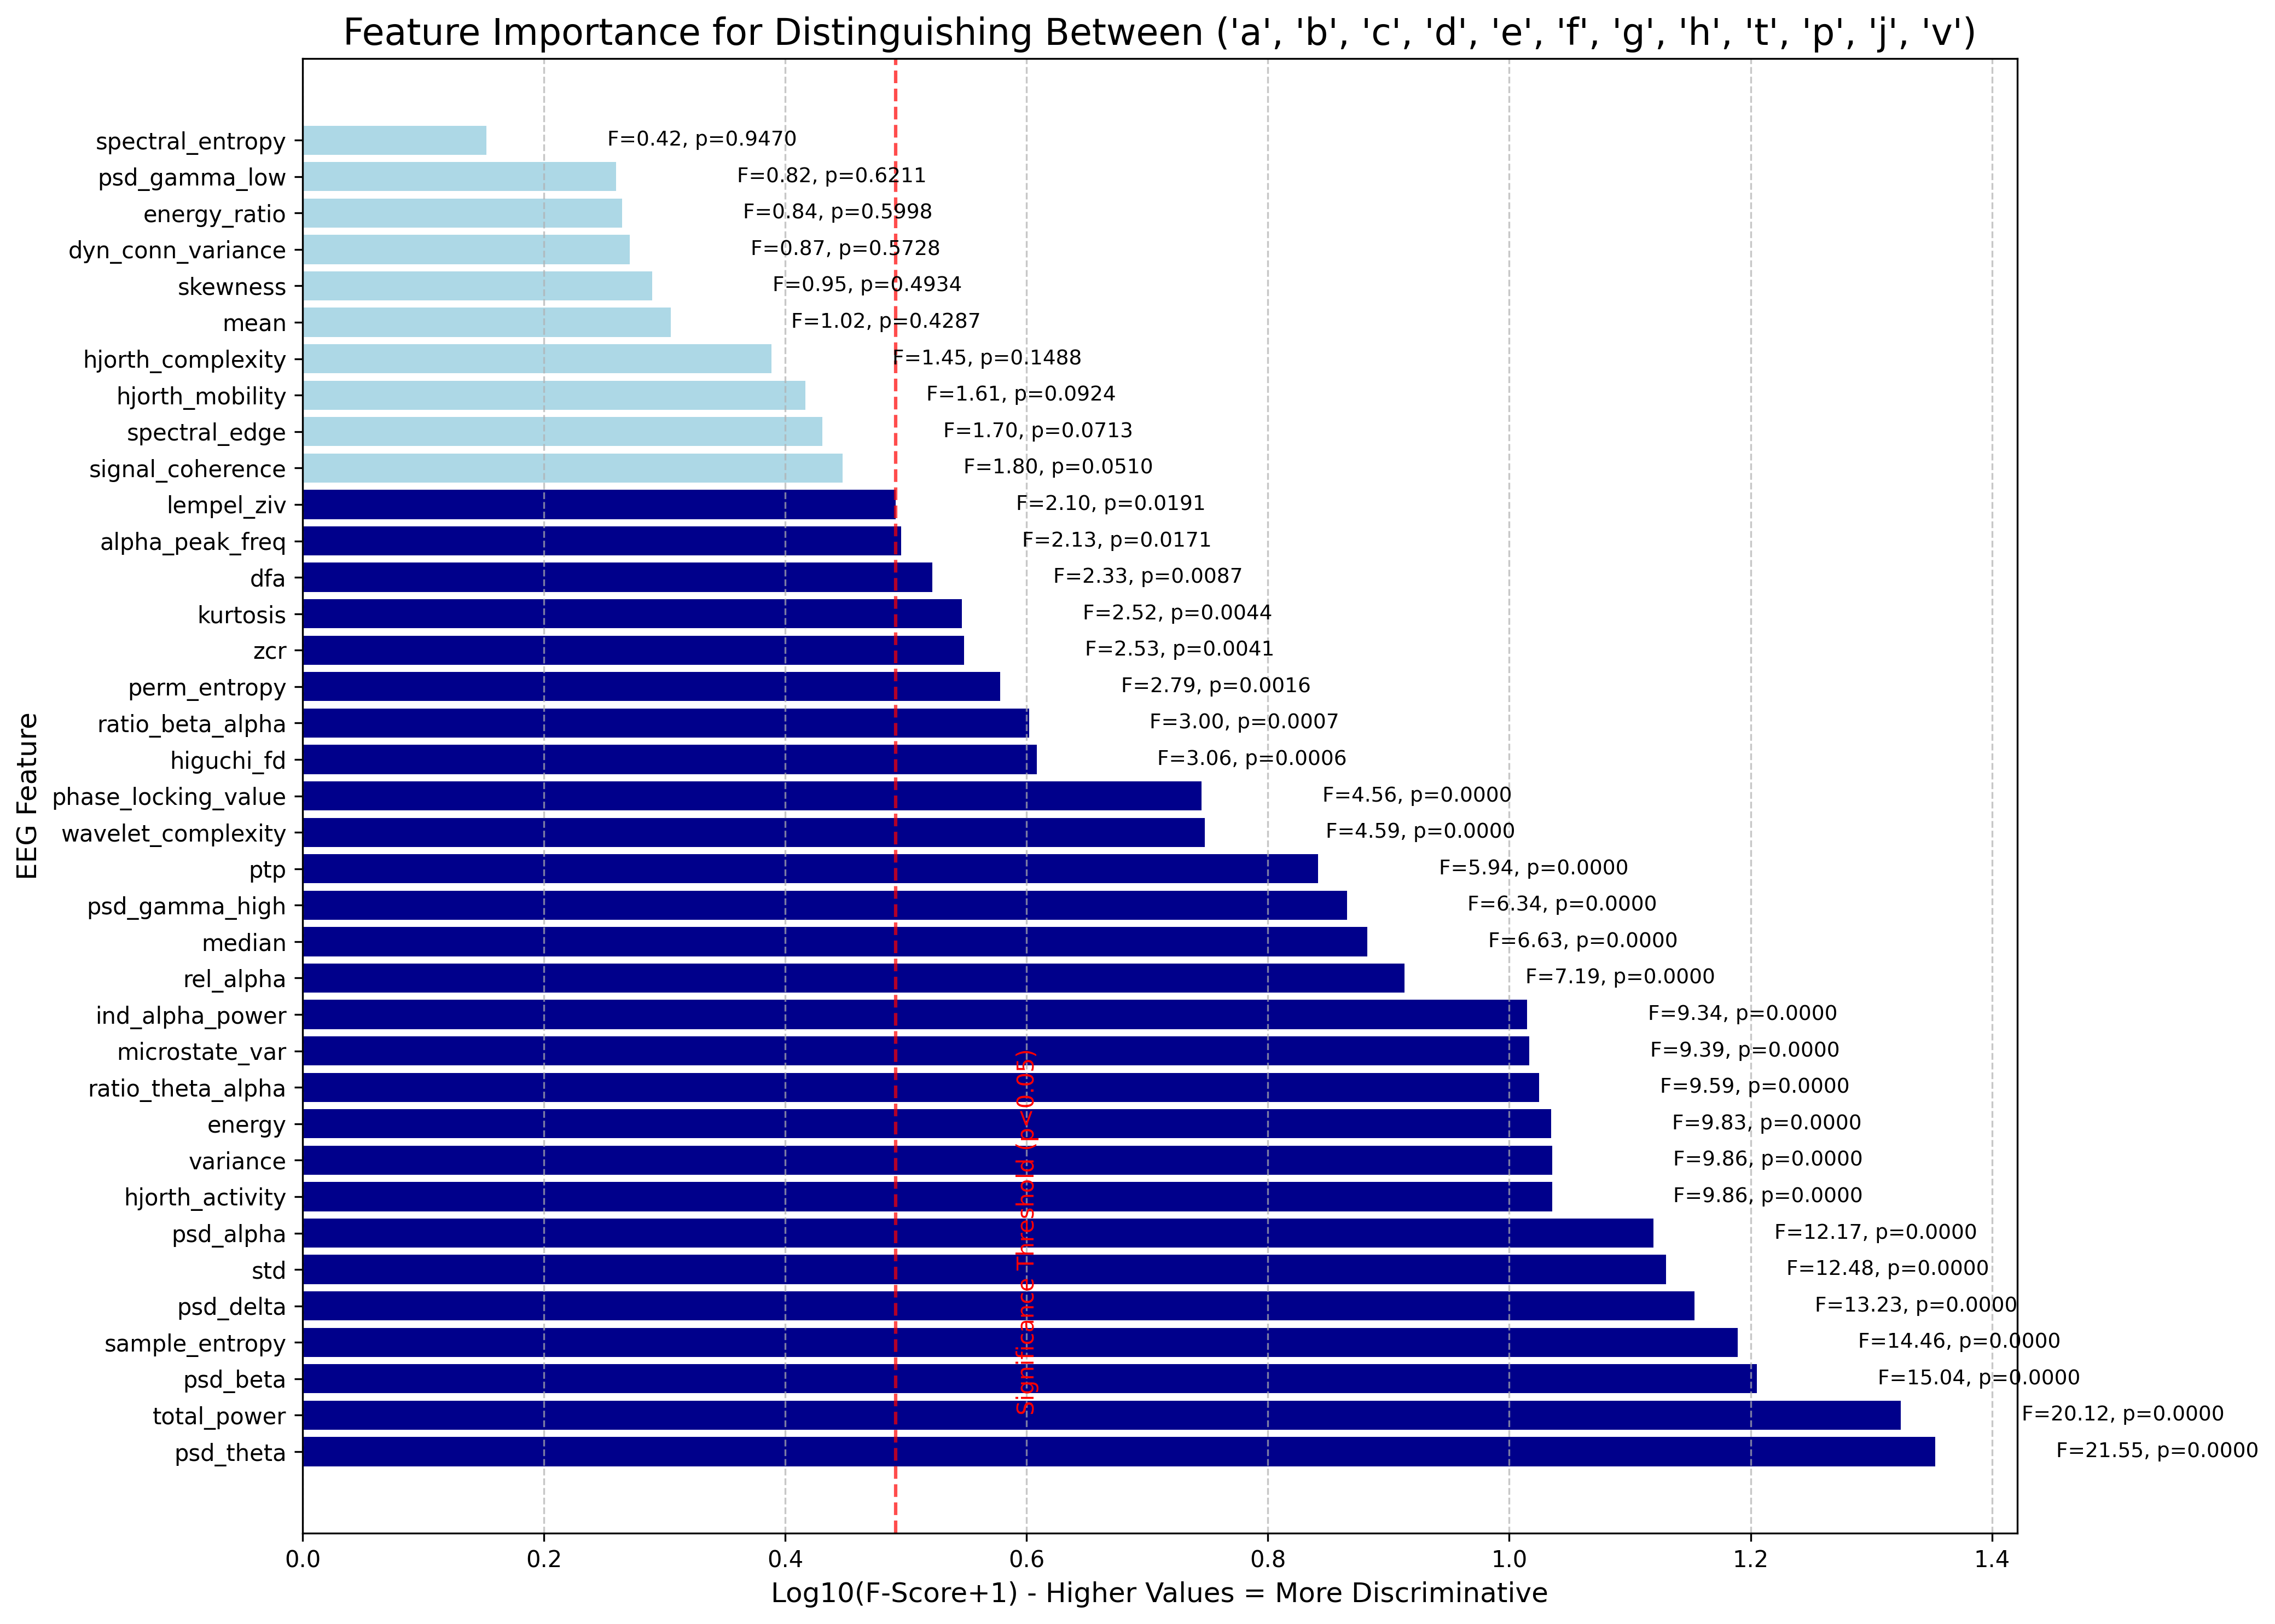 Feature Importance for Distinguishing Between ('a', 'b', 'c', 'd', 'e', 'f', 'g', 'h', 't', 'p', 'j', 'v')
spectral_entropy F=0.42, p=0.9470
psd_gamma_low F=0.82, p=0.6211
energy_ratio F=0.84, p=0.5998
dyn_conn_variance F=0.87, p=0.5728
skewness F=0.95, p=0.4934
mean F=1.02, p=0.4287
hjorth_complexity F=1.45, p=0.1488
hjorth_mobility F=1.61, p=0.0924
spectral_edge F=1.70, p=0.0713
signal_coherence F=1.80, p=0.0510
lempel_ziv F=2.10, p=0.0191
alpha_peak_freq F=2.13, p=0.0171
dfa F=2.33, p=0.0087
kurtosis F=2.52, p=0.0044
zcr F=2.53, p=0.0041
perm_entropy F=2.79, p=0.0016
ratio_beta_alpha F=3.00, p=0.0007
higuchi_fd F=3.06, p=0.0006
phase_locking_value F=4.56, p=0.0000
wavelet_complexity F=4.59, p=0.0000
ptp F=5.94, p=0.0000
psd_gamma_high F=6.34, p=0.0000
median F=6.63, p=0.0000
rel_alpha F=7.19, p=0.0000
ind_alpha_power F=9.34, p=0.0000
microstate_var F=9.39, p=0.0000
ratio_theta_alpha F=9.59, p=0.0000
energy F=9.83, p=0.0000
variance F=9.86, p=0.0000
hjorth_activity F=9.86, p=0.0000
psd_alpha F=12.17, p=0.0000
std F=12.48, p=0.0000
psd_delta F=13.23, p=0.0000
sample_entropy F=14.46, p=0.0000
psd_beta F=15.04, p=0.0000
total_power F=20.12, p=0.0000
psd_theta F=21.55, p=0.0000
EEG Feature
Significance Threshold (p<0.05)
0.0 0.2 0.4 0.6 0.8 1.0 1.2 1.4
Log10(F-Score+1) - Higher Values = More Discriminative